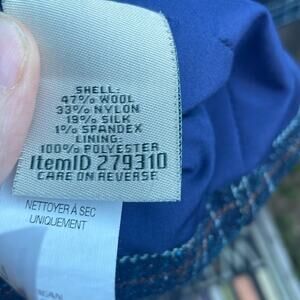 SHELL:
47% WOOL
33% NYLON
19% SILK
1% SPANDEX
LINING:
100% POLYESTER
ItemID 279310
CARE ON REVERSE
NETTOYER À SEC
UNIQUEMENT